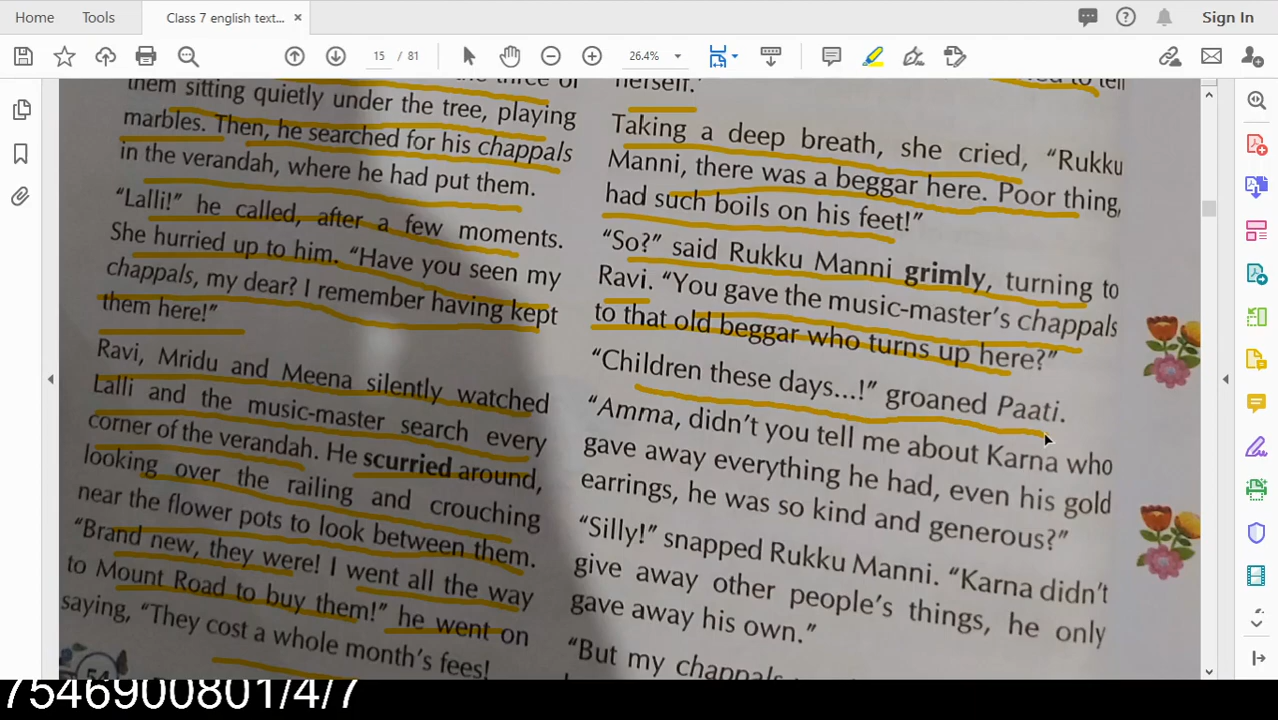 Home
Tools
Class 7 english text...
Sign In
15 / 81
26.4%
them sitting quietly under the tree, playing
marbles. Then, he searched for his chappals
in the verandah, where he had put them.
"Lalli!" he called, after a few moments.
She hurried up to him. "Have you seen my
chappals, my dear? I remember having kept
them here!"
Ravi, Mridu and Meena silently watched
Lalli and the music-master search every
corner of the verandah. He scurried around,
looking over the railing and crouching
near the flower pots to look between them.
"Brand new, they were! I went all the way
to Mount Road to buy them!" he went on
saying, "They cost a whole month's fees!
54
herself.
Taking a deep breath, she cried, "Rukku
Manni, there was a beggar here. Poor thing,
had such boils on his feet!"
"So?" said Rukku Manni grimly, turning to
Ravi. "You gave the music-master's chappals
to that old beggar who turns up here?"
"Children these days...!" groaned Paati.
"Amma, didn't you tell me about Karna who
gave away everything he had, even his gold
earrings, he was so kind and generous?"
"Silly!" snapped Rukku Manni. "Karna didn't
give away other people's things, he only
gave away his own."
"But my chappals
7546900801/4/7